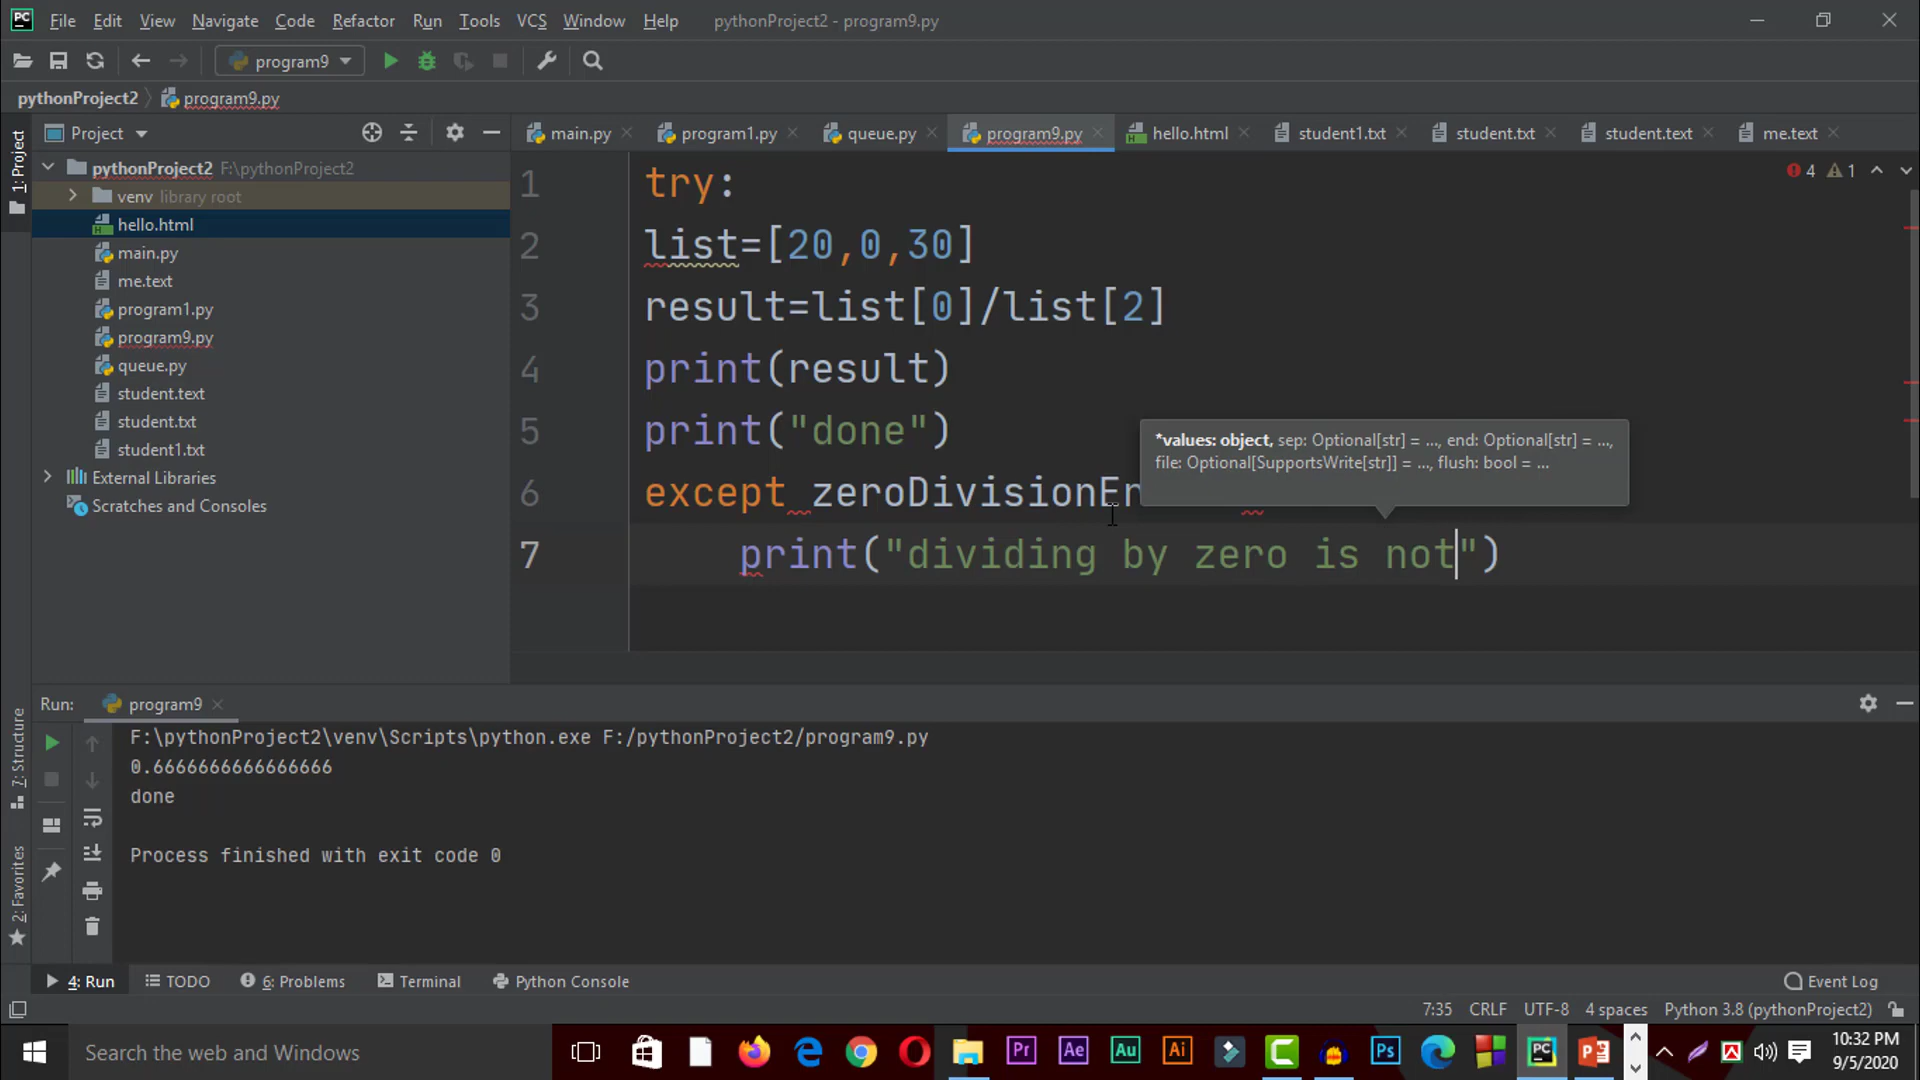 PC File Edit View Navigate Code Refactor Run Tools VCS Window Help pythonProject2 - program9.py
program9
pythonProject2 program9.py
1: Project
Project
main.py program1.py queue.py program9.py hello.html student1.txt student.txt student.text me.text
pythonProject2 F:\pythonProject2
venv library root
hello.html
main.py
me.text
program1.py
program9.py
queue.py
student.text
student.txt
student1.txt
External Libraries
Scratches and Consoles
4 1
1 try:
2 list=[20,0,30]
3 result=list[0]/list[2]
4 print(result)
5 print("done")
*values: object, sep: Optional[str] = ..., end: Optional[str] = ...,
file: Optional[SupportsWrite[str]] = ..., flush: bool = ...
6 except zeroDivisionEr
7 print("dividing by zero is not")
Run: program9
F:\pythonProject2\venv\Scripts\python.exe F:/pythonProject2/program9.py
0.6666666666666666
done
Process finished with exit code 0
7: Structure
2: Favorites
4: Run TODO 6: Problems Terminal Python Console Event Log
7:35 CRLF UTF-8 4 spaces Python 3.8 (pythonProject2)
Search the web and Windows
Pr Ae Au Ai Ps PC
10:32 PM
9/5/2020